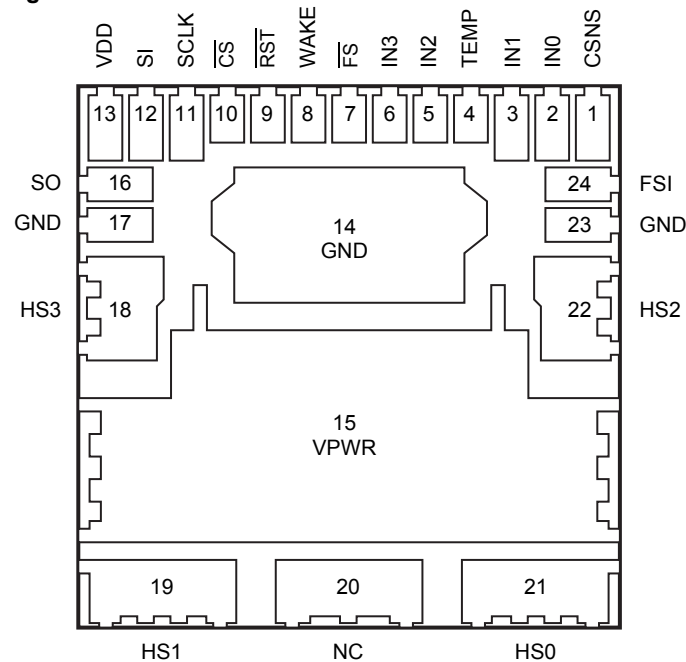 VDD SI SCLK CS RST WAKE FS IN3 IN2 TEMP IN1 IN0 CSNS
13 12 11 10 9 8 7 6 5 4 3 2 1
SO 16 24 FSI
GND 17 14 23 GND
GND
HS3 18 22 HS2
15
VPWR
19 20 21
HS1 NC HS0